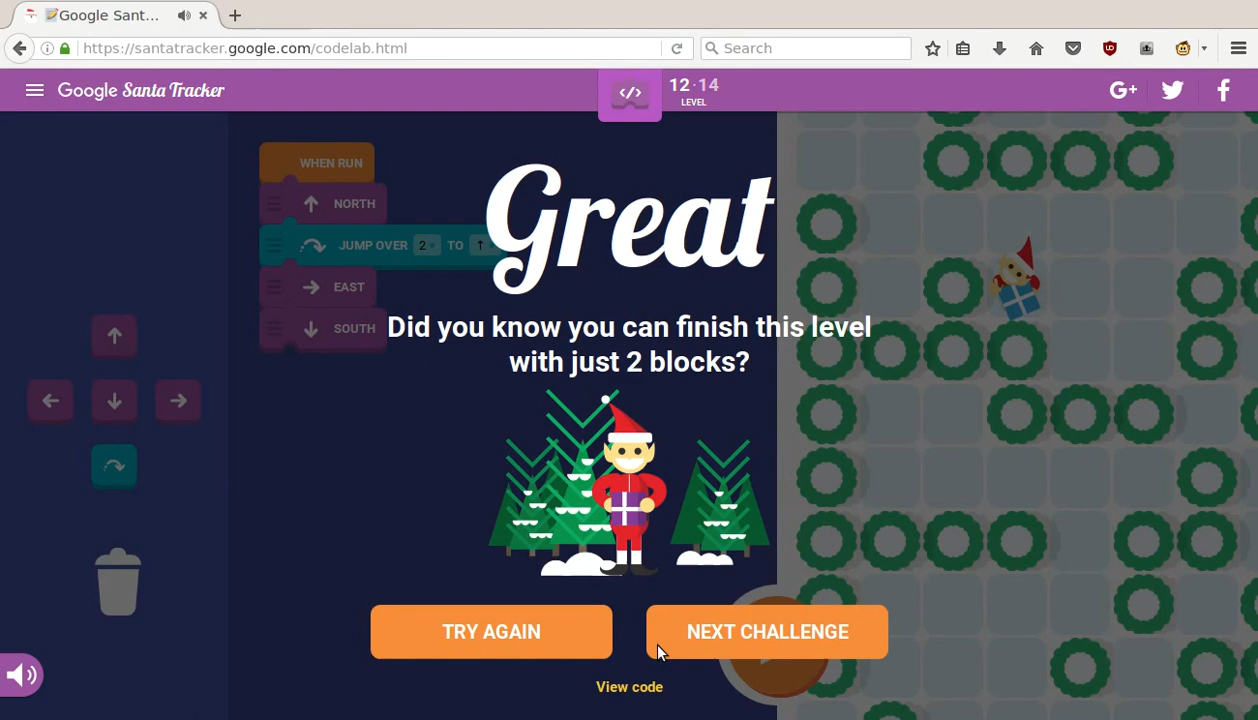 Google Sant...
https://santatracker.google.com/codelab.html
Search
Google Santa Tracker
12·14
LEVEL
G+
WHEN RUN
NORTH
JUMP OVER 2 TO
EAST
SOUTH
Great
Did you know you can finish this level
with just 2 blocks?
TRY AGAIN
NEXT CHALLENGE
View code